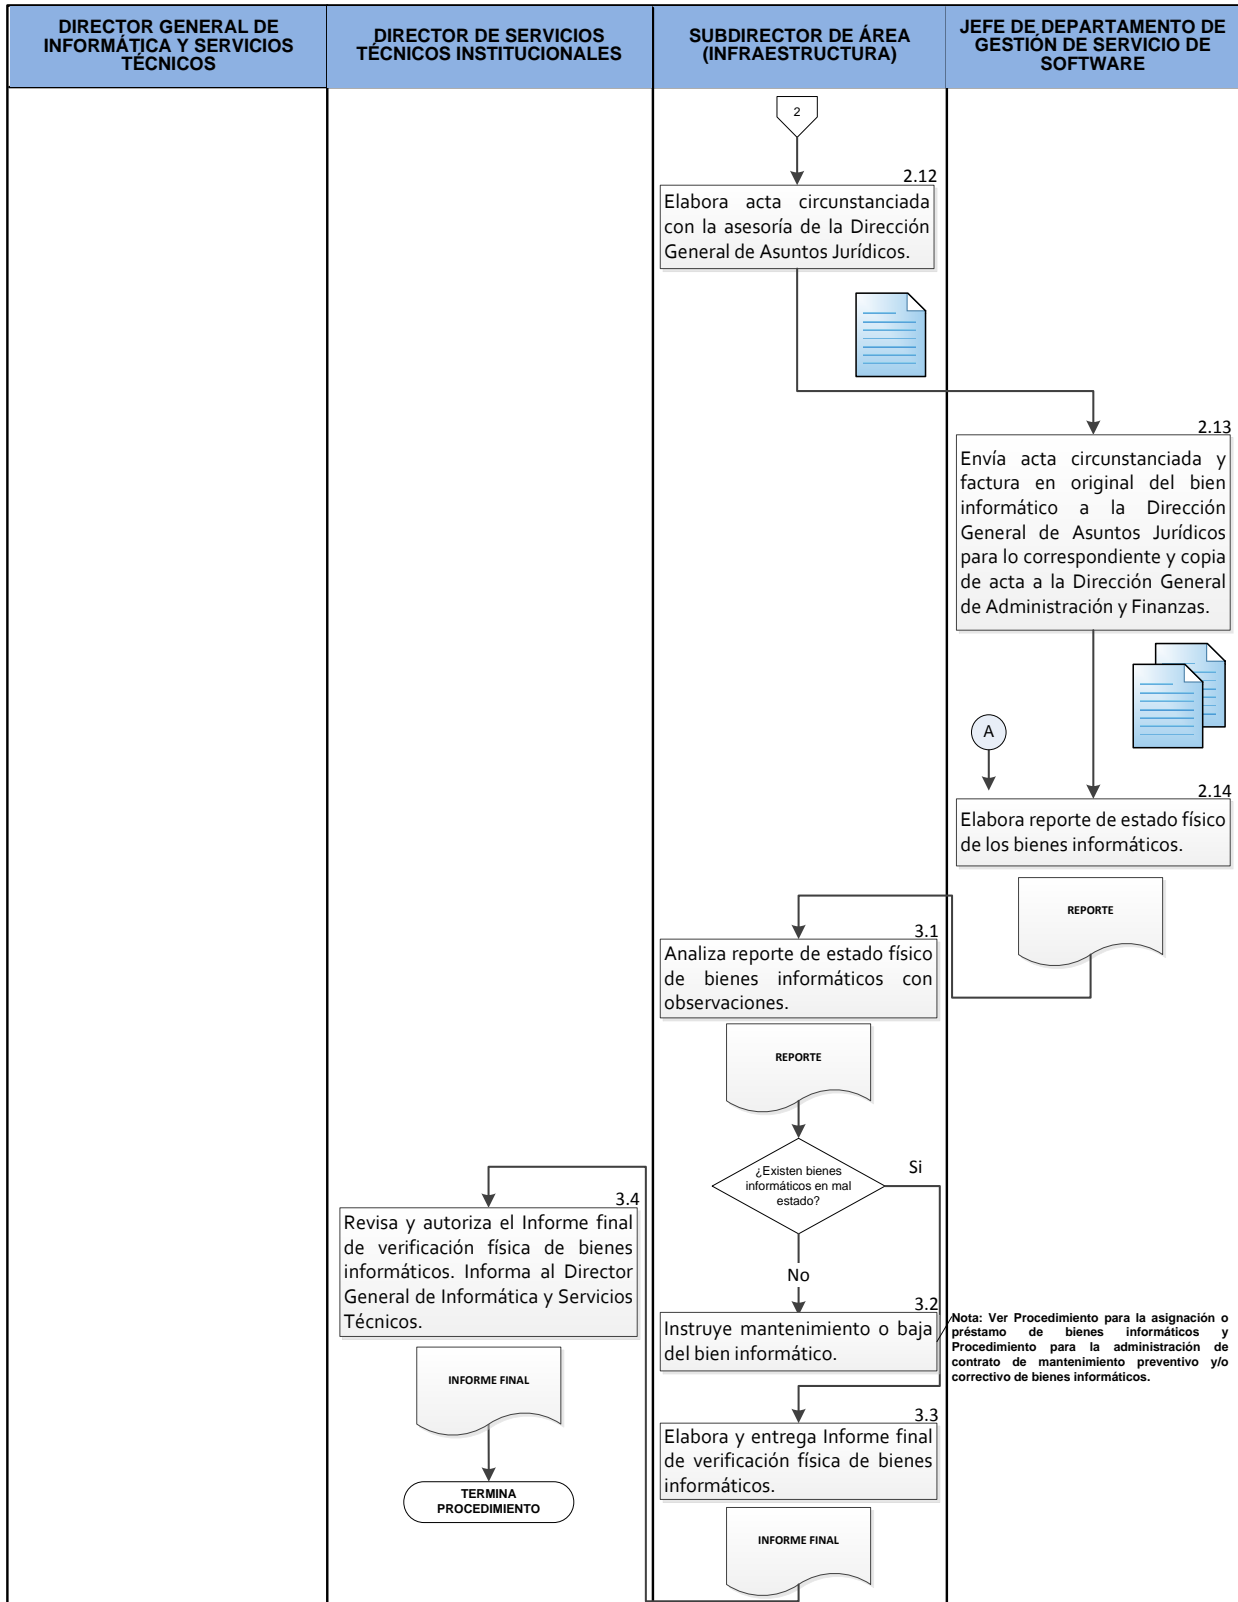 DIRECTOR GENERAL DE
INFORMÁTICA Y SERVICIOS
TÉCNICOS
DIRECTOR DE SERVICIOS
TÉCNICOS INSTITUCIONALES
SUBDIRECTOR DE ÁREA
(INFRAESTRUCTURA)
JEFE DE DEPARTAMENTO DE
GESTIÓN DE SERVICIO DE
SOFTWARE
2
2.12
Elabora acta circunstanciada
con la asesoría de la Dirección
General de Asuntos Jurídicos.
2.13
Envía acta circunstanciada y
factura en original del bien
informático a la Dirección
General de Asuntos Jurídicos
para lo correspondiente y copia
de acta a la Dirección General
de Administración y Finanzas.
A
2.14
Elabora reporte de estado físico
de los bienes informáticos.
REPORTE
3.1
Analiza reporte de estado físico
de bienes informáticos con
observaciones.
REPORTE
¿Existen bienes
informáticos en mal
estado?
Si
No
3.2
Instruye mantenimiento o baja
del bien informático.
Nota: Ver Procedimiento para la asignación o
préstamo de bienes informáticos y
Procedimiento para la administración de
contrato de mantenimiento preventivo y/o
correctivo de bienes informáticos.
3.3
Elabora y entrega Informe final
de verificación física de bienes
informáticos.
INFORME FINAL
3.4
Revisa y autoriza el Informe final
de verificación física de bienes
informáticos. Informa al Director
General de Informática y Servicios
Técnicos.
INFORME FINAL
TERMINA
PROCEDIMIENTO